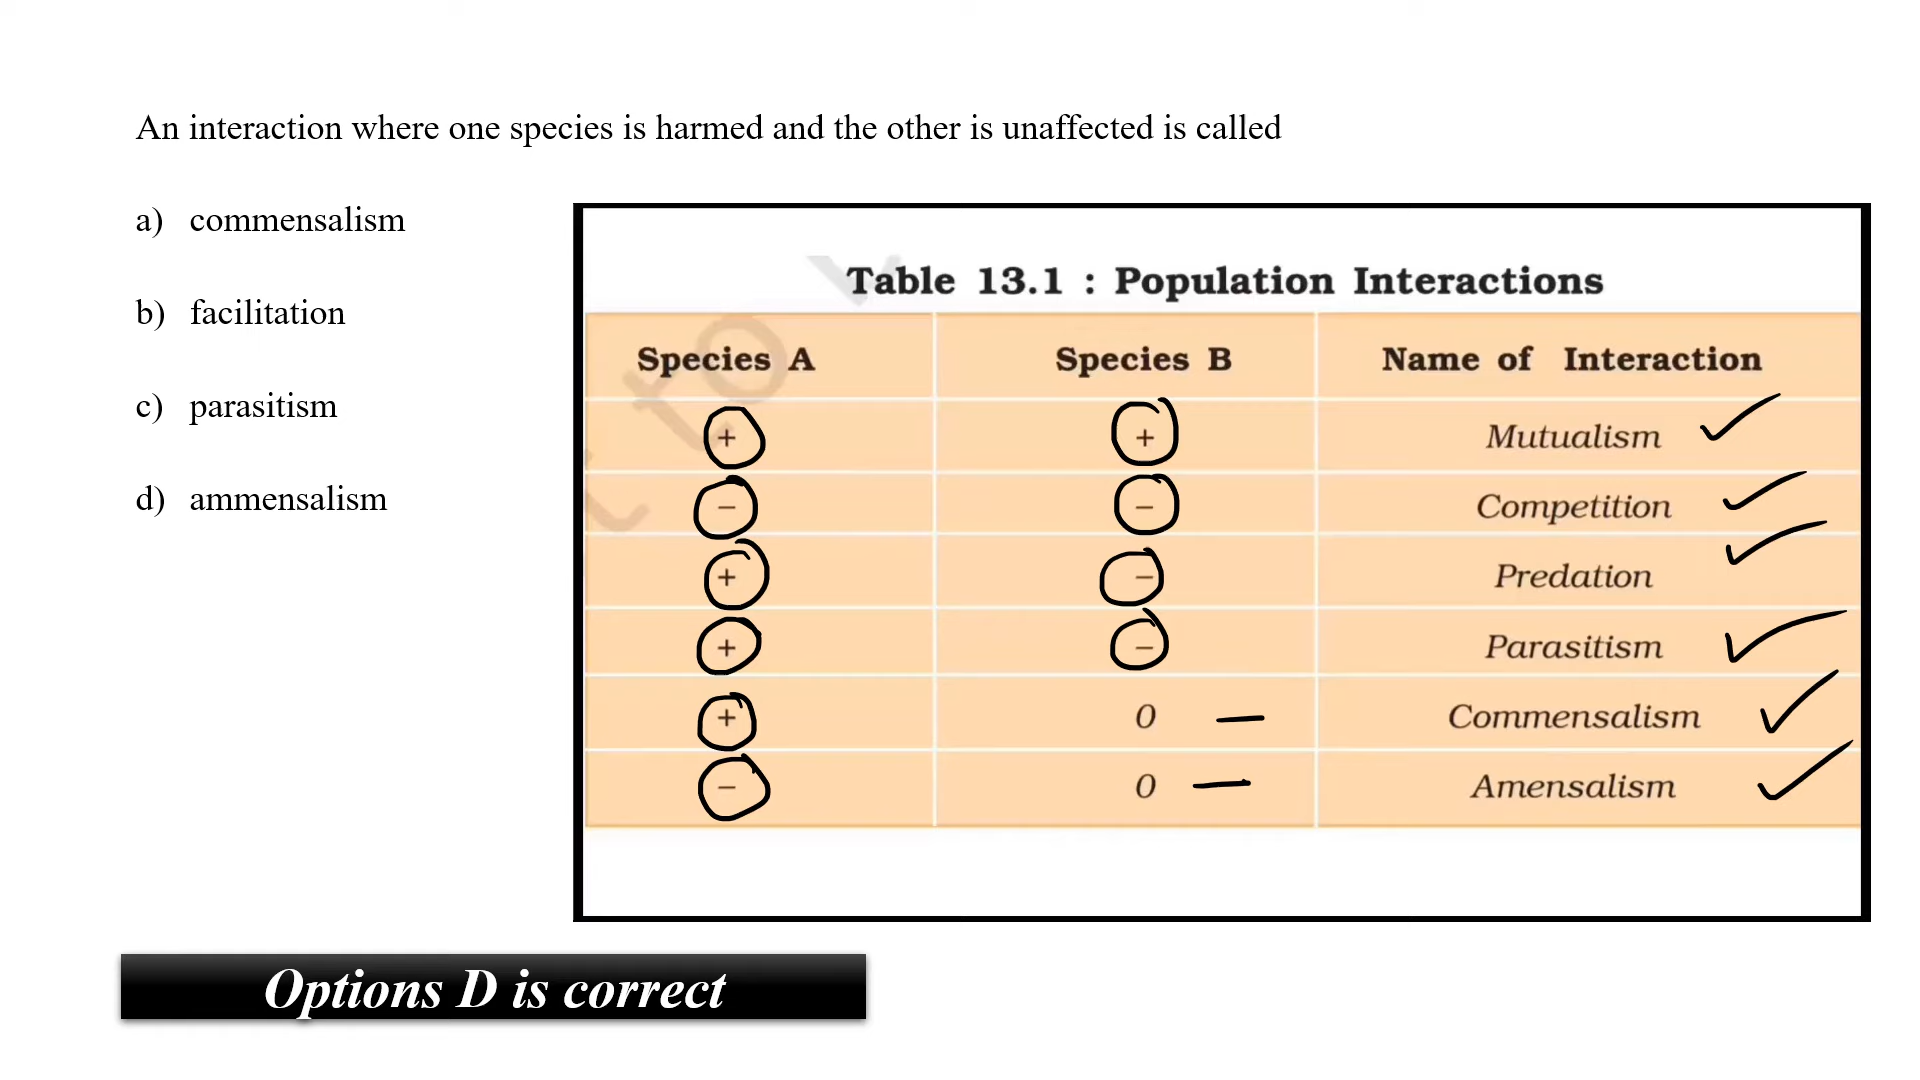 An interaction where one species is harmed and the other is unaffected is called
a) commensalism
b) facilitation
c) parasitism
d) ammensalism
Table 13.1 : Population Interactions
Species A Species B Name of Interaction
+ + Mutualism
– – Competition
+ – Predation
+ – Parasitism
+ 0 Commensalism
– 0 Amensalism
Options D is correct